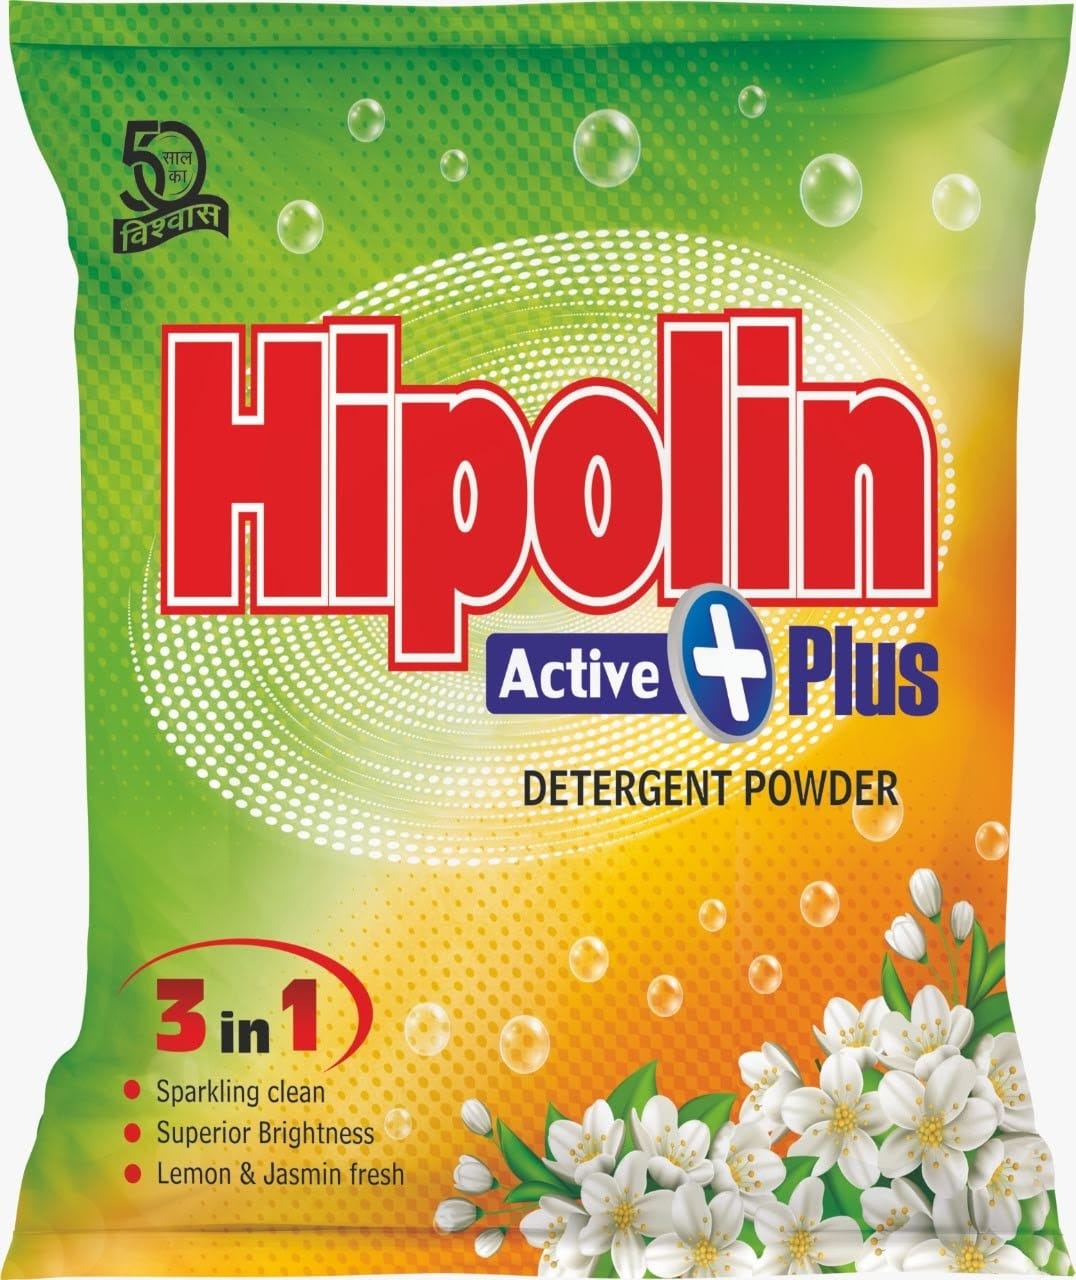 50
साल
का
विश्वास
Hipolin
Active + Plus
DETERGENT POWDER
3 in 1
Sparkling clean
Superior Brightness
Lemon & Jasmin fresh